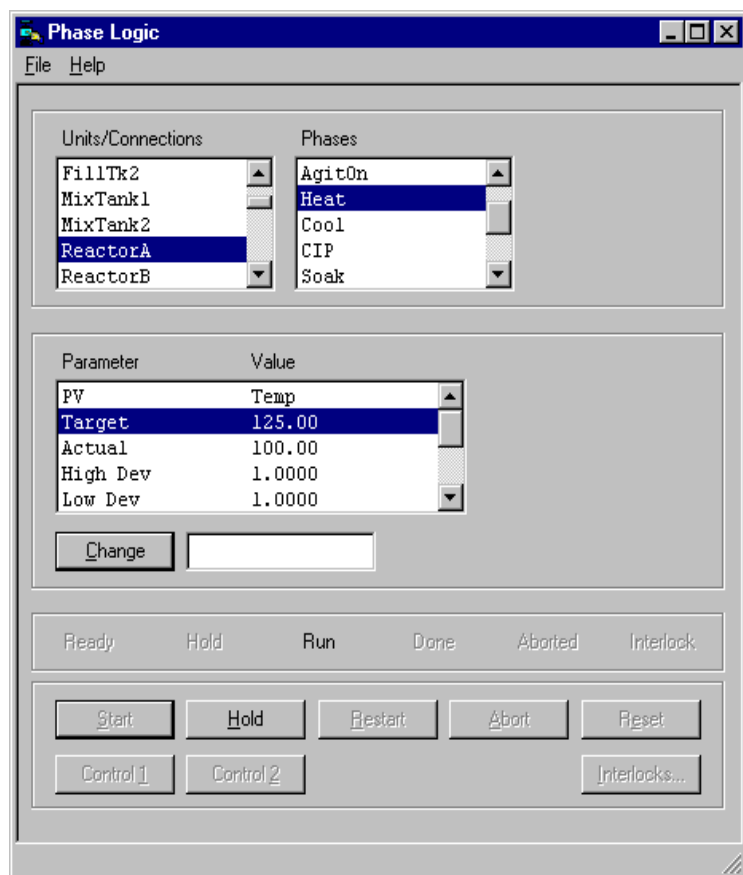 Phase Logic
File Help
Units/Connections Phases
FillTk2 AgitOn
MixTank1 Heat
MixTank2 Cool
ReactorA CIP
ReactorB Soak
Parameter Value
PV Temp
Target 125.00
Actual 100.00
High Dev 1.0000
Low Dev 1.0000
Change
Ready Hold Run Done Aborted Interlock
Start Hold Restart Abort Reset
Control 1 Control 2 Interlocks...